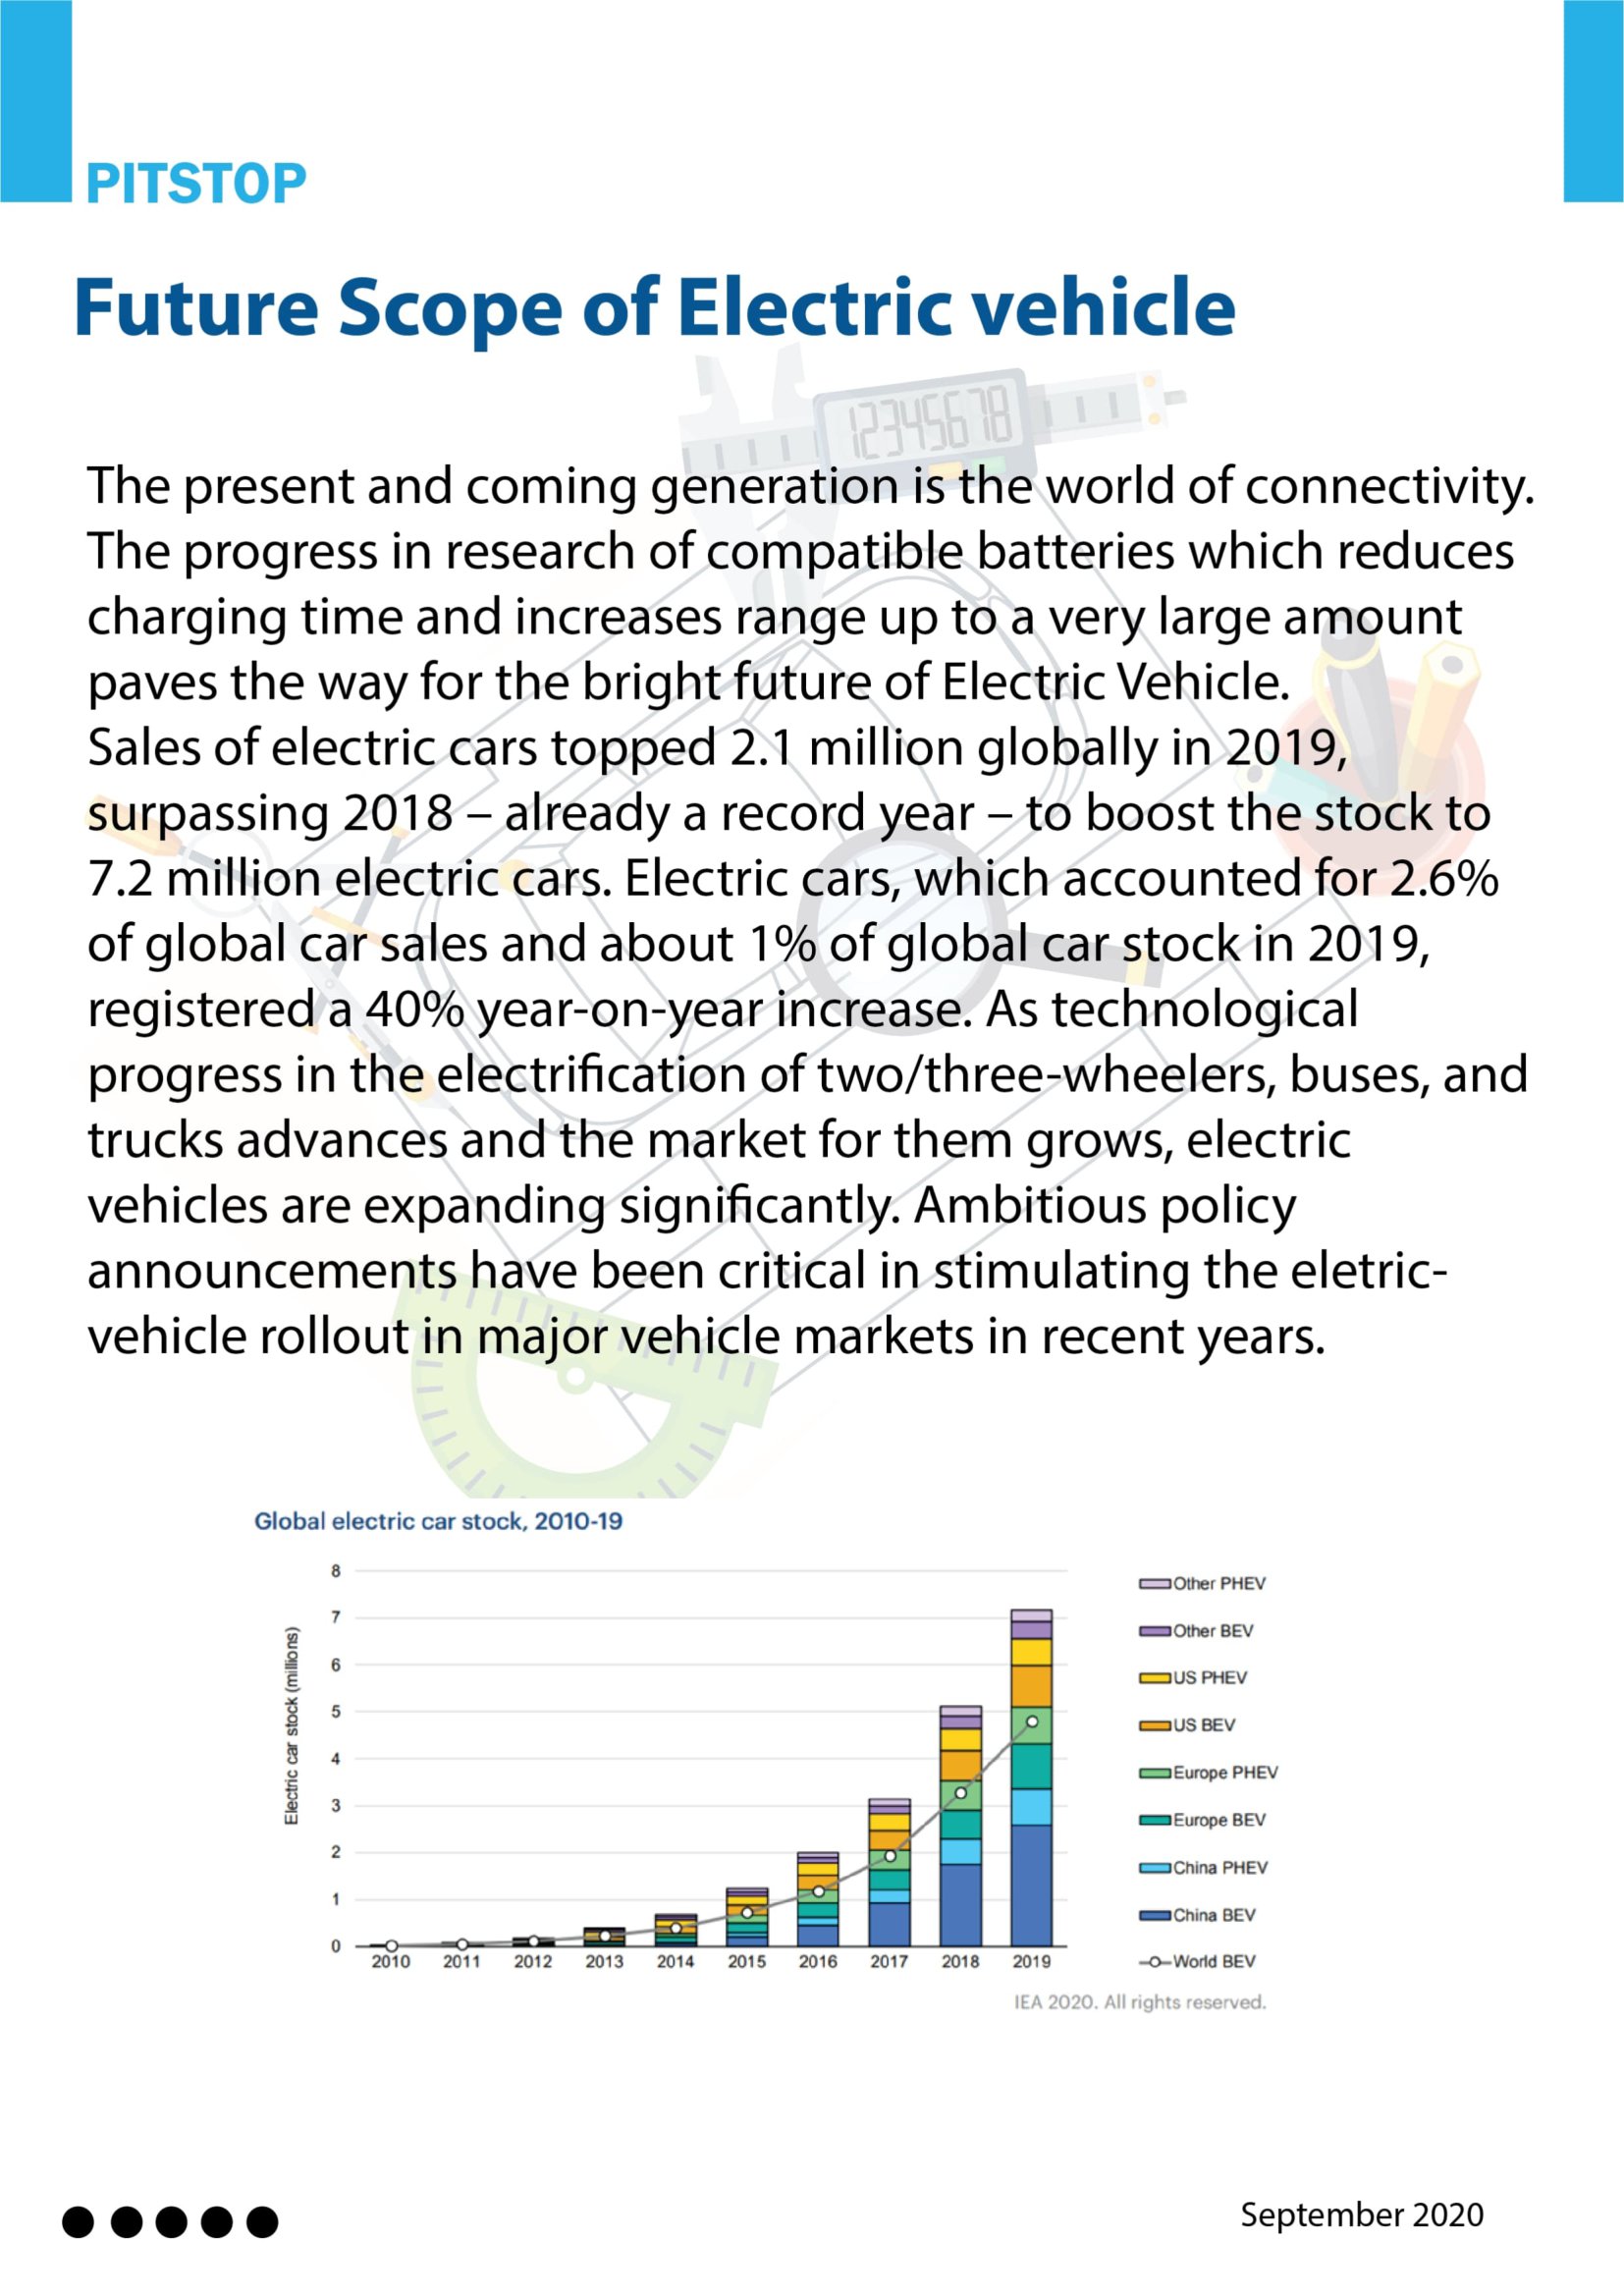 PITSTOP
Future Scope of Electric vehicle
12345678
The present and coming generation is the world of connectivity.
The progress in research of compatible batteries which reduces
charging time and increases range up to a very large amount
paves the way for the bright future of Electric Vehicle.
Sales of electric cars topped 2.1 million globally in 2019,
surpassing 2018 – already a record year – to boost the stock to
7.2 million electric cars. Electric cars, which accounted for 2.6%
of global car sales and about 1% of global car stock in 2019,
registered a 40% year-on-year increase. As technological
progress in the electrification of two/three-wheelers, buses, and
trucks advances and the market for them grows, electric
vehicles are expanding significantly. Ambitious policy
announcements have been critical in stimulating the eletric-
vehicle rollout in major vehicle markets in recent years.
Global electric car stock, 2010-19
Electric car stock (millions)
8
7
6
5
4
3
2
1
0
2010 2011 2012 2013 2014 2015 2016 2017 2018 2019
Other PHEV
Other BEV
US PHEV
US BEV
Europe PHEV
Europe BEV
China PHEV
China BEV
World BEV
IEA 2020. All rights reserved.
September 2020